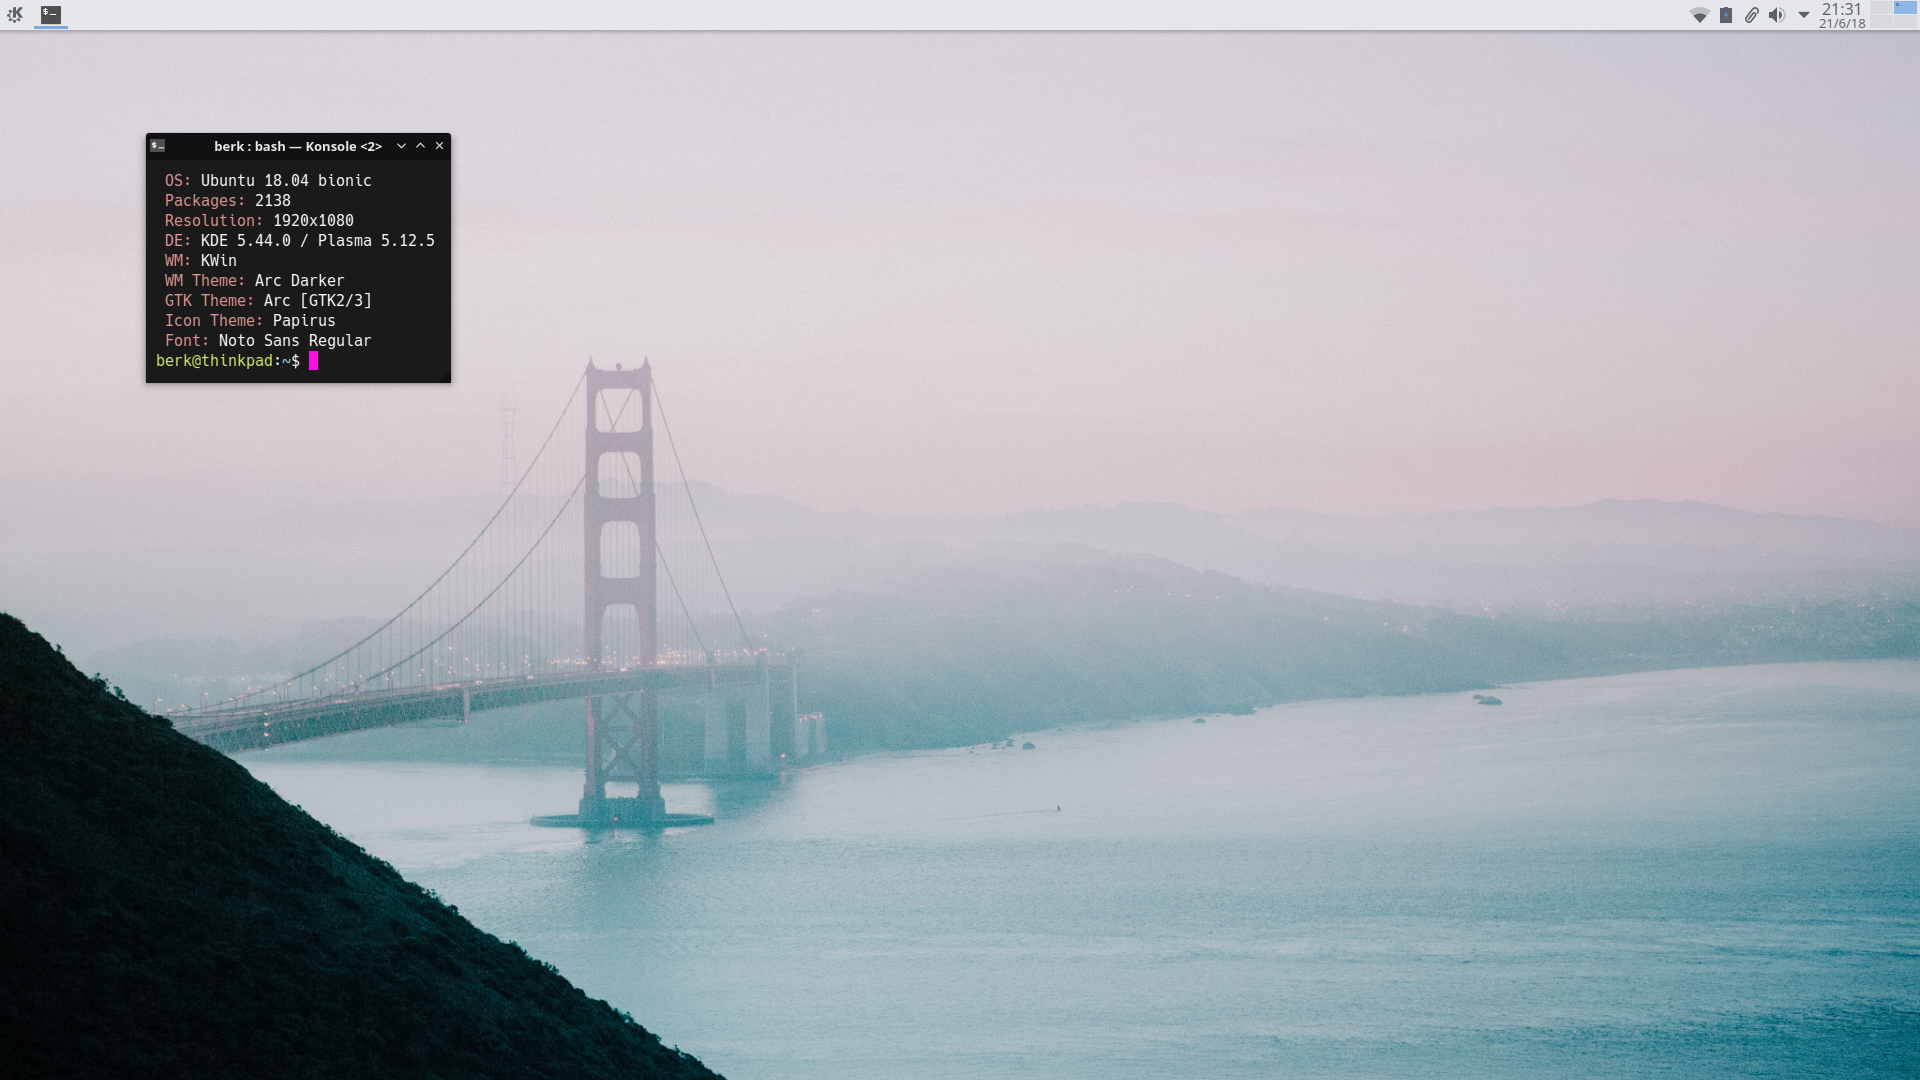 21:31
21/6/18
berk : bash — Konsole <2>
OS: Ubuntu 18.04 bionic
Packages: 2138
Resolution: 1920x1080
DE: KDE 5.44.0 / Plasma 5.12.5
WM: KWin
WM Theme: Arc Darker
GTK Theme: Arc [GTK2/3]
Icon Theme: Papirus
Font: Noto Sans Regular
berk@thinkpad:~$